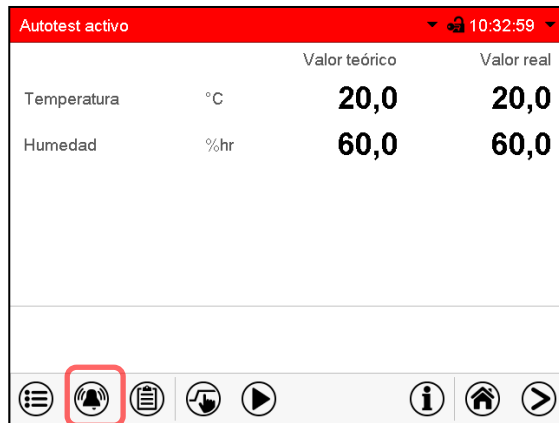 Autotest activo 10:32:59
Valor teórico Valor real
Temperatura °C 20,0 20,0
Humedad %hr 60,0 60,0